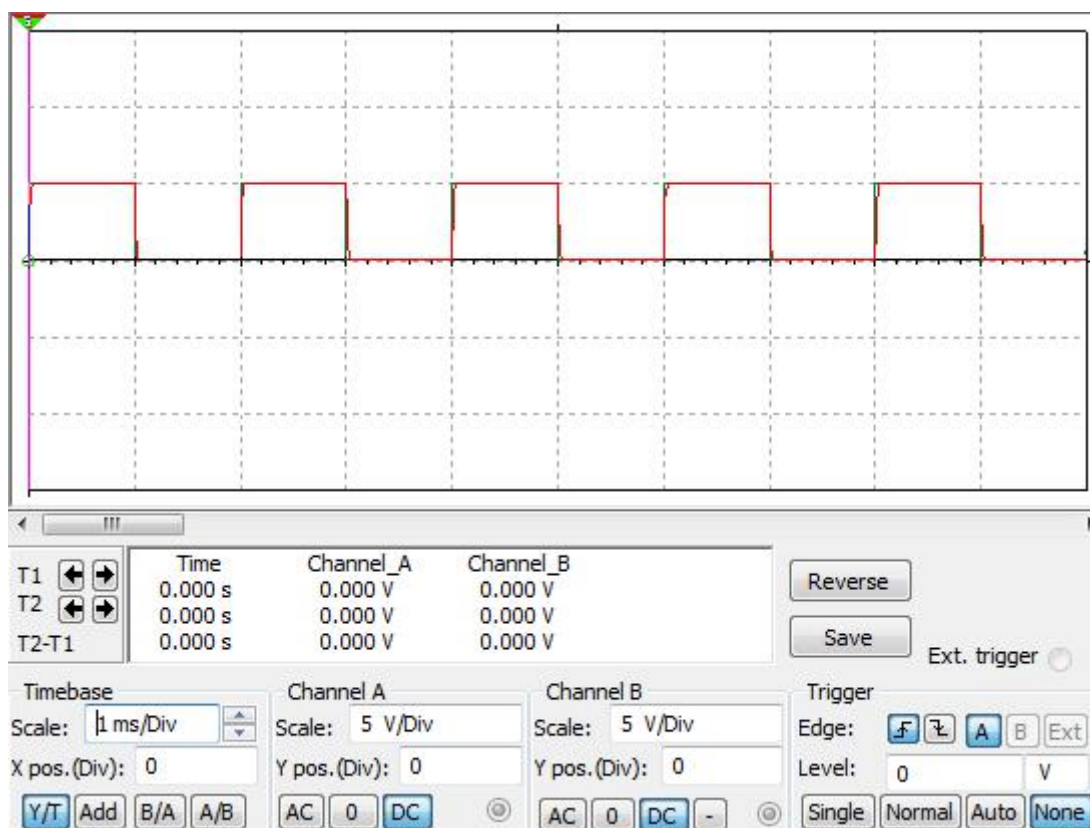 T1
T2
T2-T1
Time Channel_A Channel_B
0.000 s 0.000 V 0.000 V
0.000 s 0.000 V 0.000 V
0.000 s 0.000 V 0.000 V
Reverse
Save
Ext. trigger
Timebase
Scale: 1 ms/Div
X pos.(Div): 0
Y/T Add B/A A/B
Channel A
Scale: 5 V/Div
Y pos.(Div): 0
AC 0 DC
Channel B
Scale: 5 V/Div
Y pos.(Div): 0
AC 0 DC -
Trigger
Edge: A B Ext
Level: 0 V
Single Normal Auto None